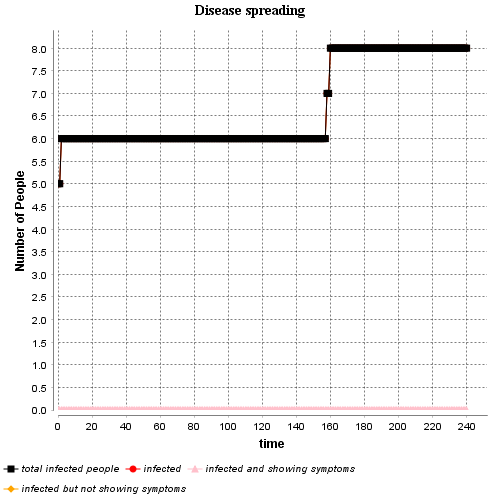 Disease spreading
Number of People
8.0
7.5
7.0
6.5
6.0
5.5
5.0
4.5
4.0
3.5
3.0
2.5
2.0
1.5
1.0
0.5
0.0
0 20 40 60 80 100 120 140 160 180 200 220 240
time
total infected people infected infected and showing symptoms
infected but not showing symptoms